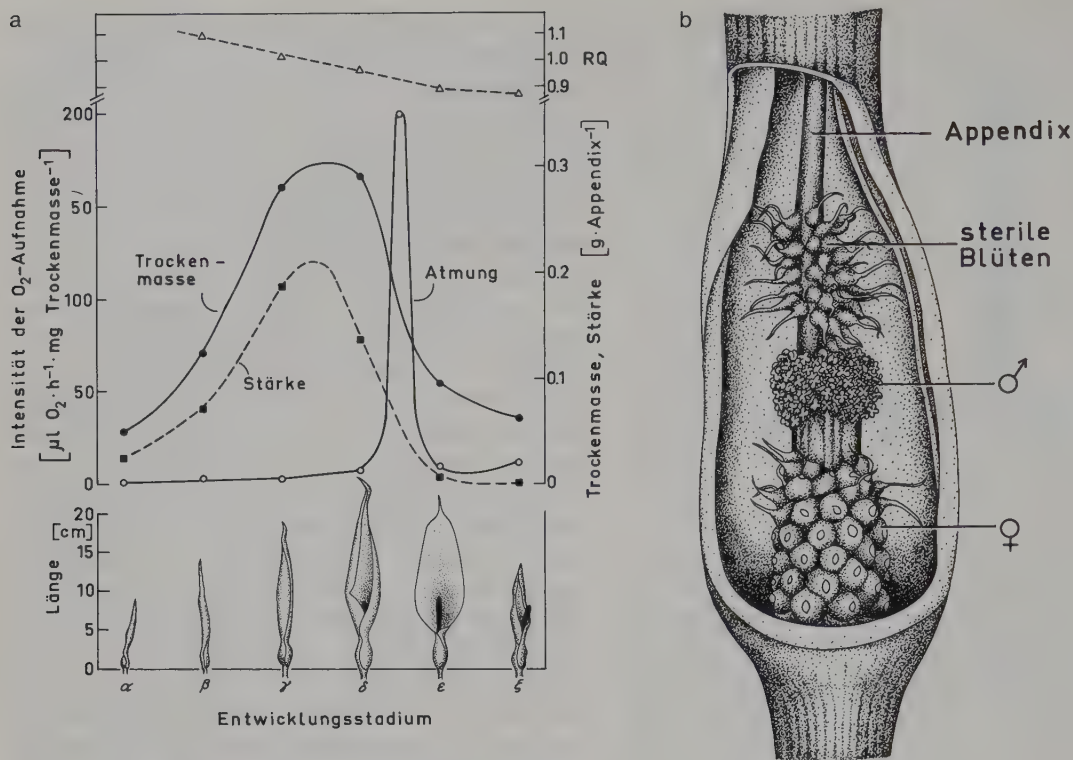 a
1.1
1.0
0.9
RQ
200
50
100
50
0
0.3
0.2
0.1
0
Intensität der O₂-Aufnahme
[µl O₂ · h⁻¹ · mg Trockenmasse⁻¹]
Trockenmasse, Stärke [g·Appendix⁻¹]
Trocken-
masse
Stärke
Atmung
Länge [cm]
20
15
10
5
0
α β γ δ ε ξ
Entwicklungsstadium
b
Appendix
sterile
Blüten
♂
♀